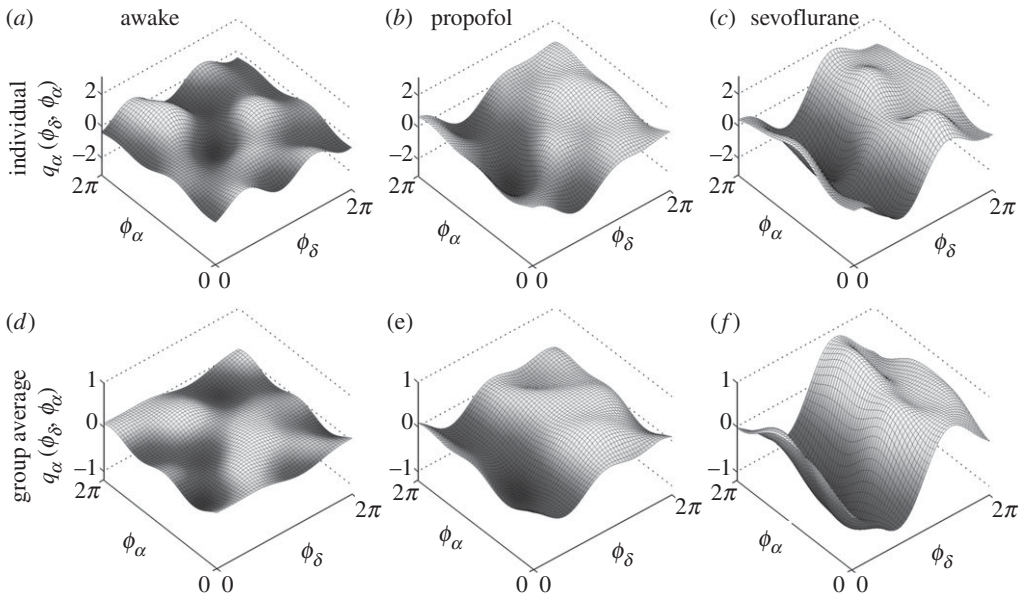 (a) awake (b) propofol (c) sevoflurane
individual
qα (ϕδ, ϕα)
2 2 2
0 0 0
−2 −2 −2
2π 2π 2π
2π 2π 2π
ϕα ϕδ ϕα ϕδ ϕα ϕδ
0 0 0 0 0 0
(d) (e) (f)
group average
qα (ϕδ, ϕα)
1 1 1
0 0 0
−1 −1 −1
2π 2π 2π
2π 2π 2π
ϕα ϕδ ϕα ϕδ ϕα ϕδ
0 0 0 0 0 0